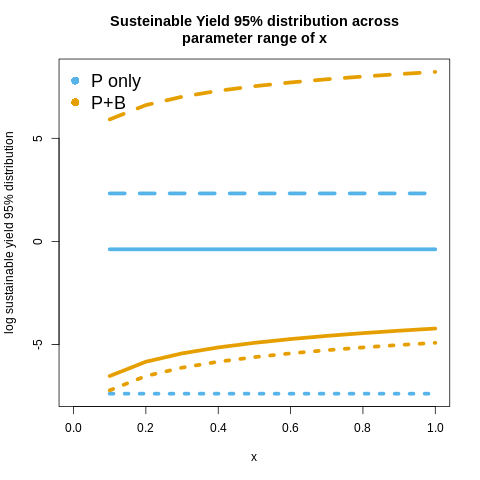 Susteinable Yield 95% distribution across
parameter range of x
P only
P+B
log sustainable yield 95% distribution
5
0
-5
0.0 0.2 0.4 0.6 0.8 1.0
x